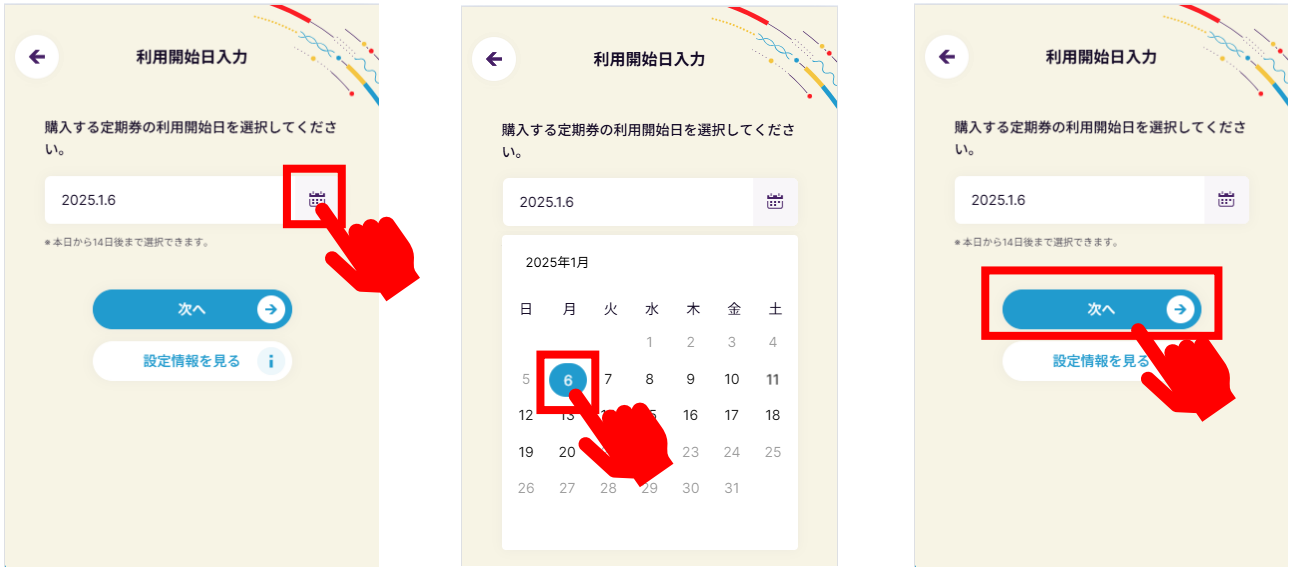 利用開始日入力
購入する定期券の利用開始日を選択してくださ
い。
2025.1.6
※本日から14日後まで選択できます。
次へ
設定情報を見る
利用開始日入力
購入する定期券の利用開始日を選択してくださ
い。
2025.1.6
2025年1月
日 月 火 水 木 金 土
1 2 3 4
5 6 7 8 9 10 11
12 13 15 16 17 18
19 20 23 24 25
26 27 28 29 30 31
利用開始日入力
購入する定期券の利用開始日を選択してくださ
い。
2025.1.6
※本日から14日後まで選択できます。
次へ
設定情報を見る